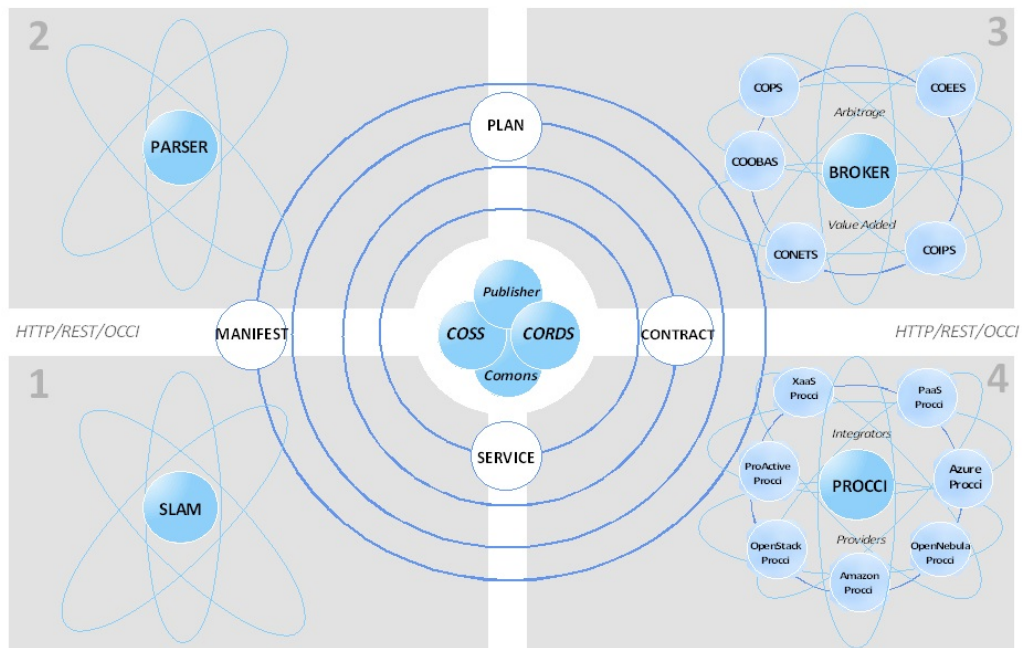 2
PARSER
3
COPS
COEES
Arbitrage
COOBAS
BROKER
Value Added
CONETS
COIPS
PLAN
HTTP/REST/OCCI
MANIFEST
Publisher
COSS
CORDS
Comons
CONTRACT
HTTP/REST/OCCI
SERVICE
1
SLAM
4
XaaS
Procci
PaaS
Procci
Integrators
ProActive
Procci
PROCCI
Azure
Procci
Providers
OpenStack
Procci
OpenNebula
Procci
Amazon
Procci